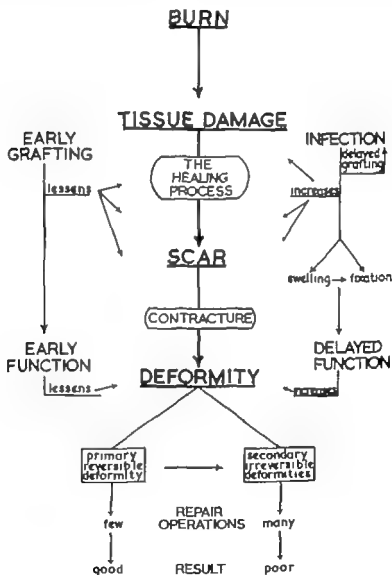 BURN
TISSUE DAMAGE
EARLY
GRAFTING
lessens
THE
HEALING
PROCESS
INFECTION
delayed
grafting
increases
SCAR
swelling
fixation
CONTRACTURE
EARLY
FUNCTION
lessens
DEFORMITY
DELAYED
FUNCTION
increases
primary
reversible
deformity
secondary
irreversible
deformities
few
REPAIR
OPERATIONS
many
good
RESULT
poor